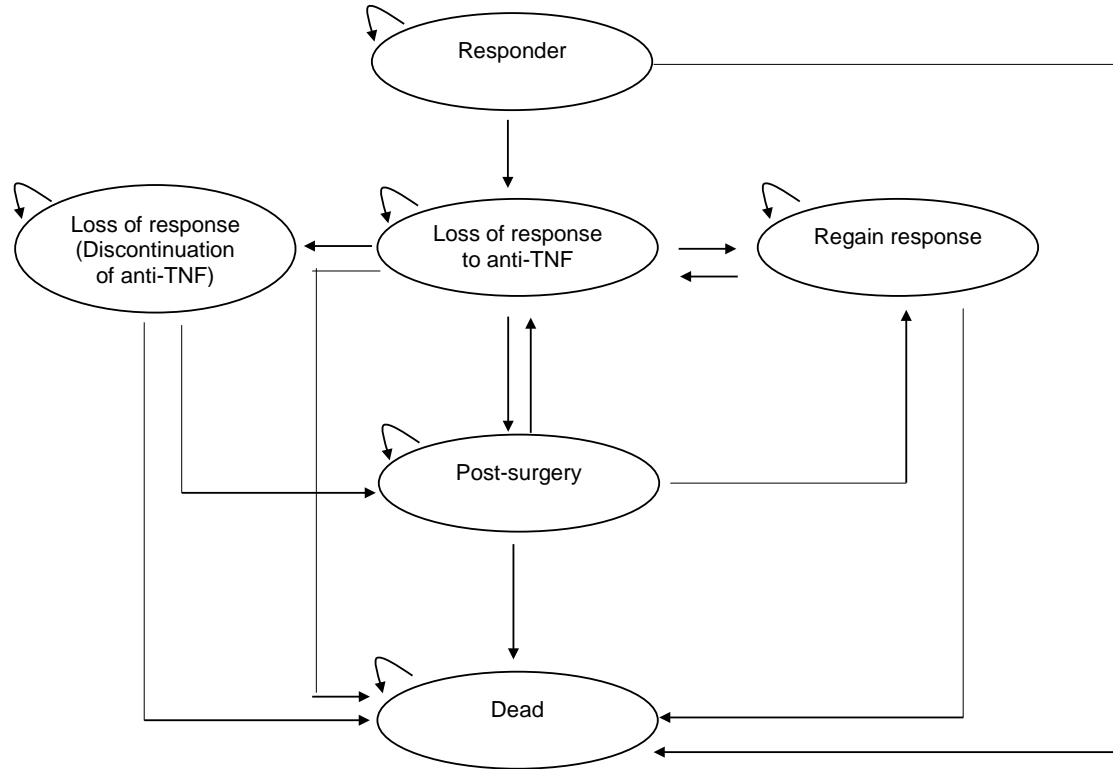 Responder
Loss of response
(Discontinuation
of anti-TNF)
Loss of response
to anti-TNF
Regain response
Post-surgery
Dead